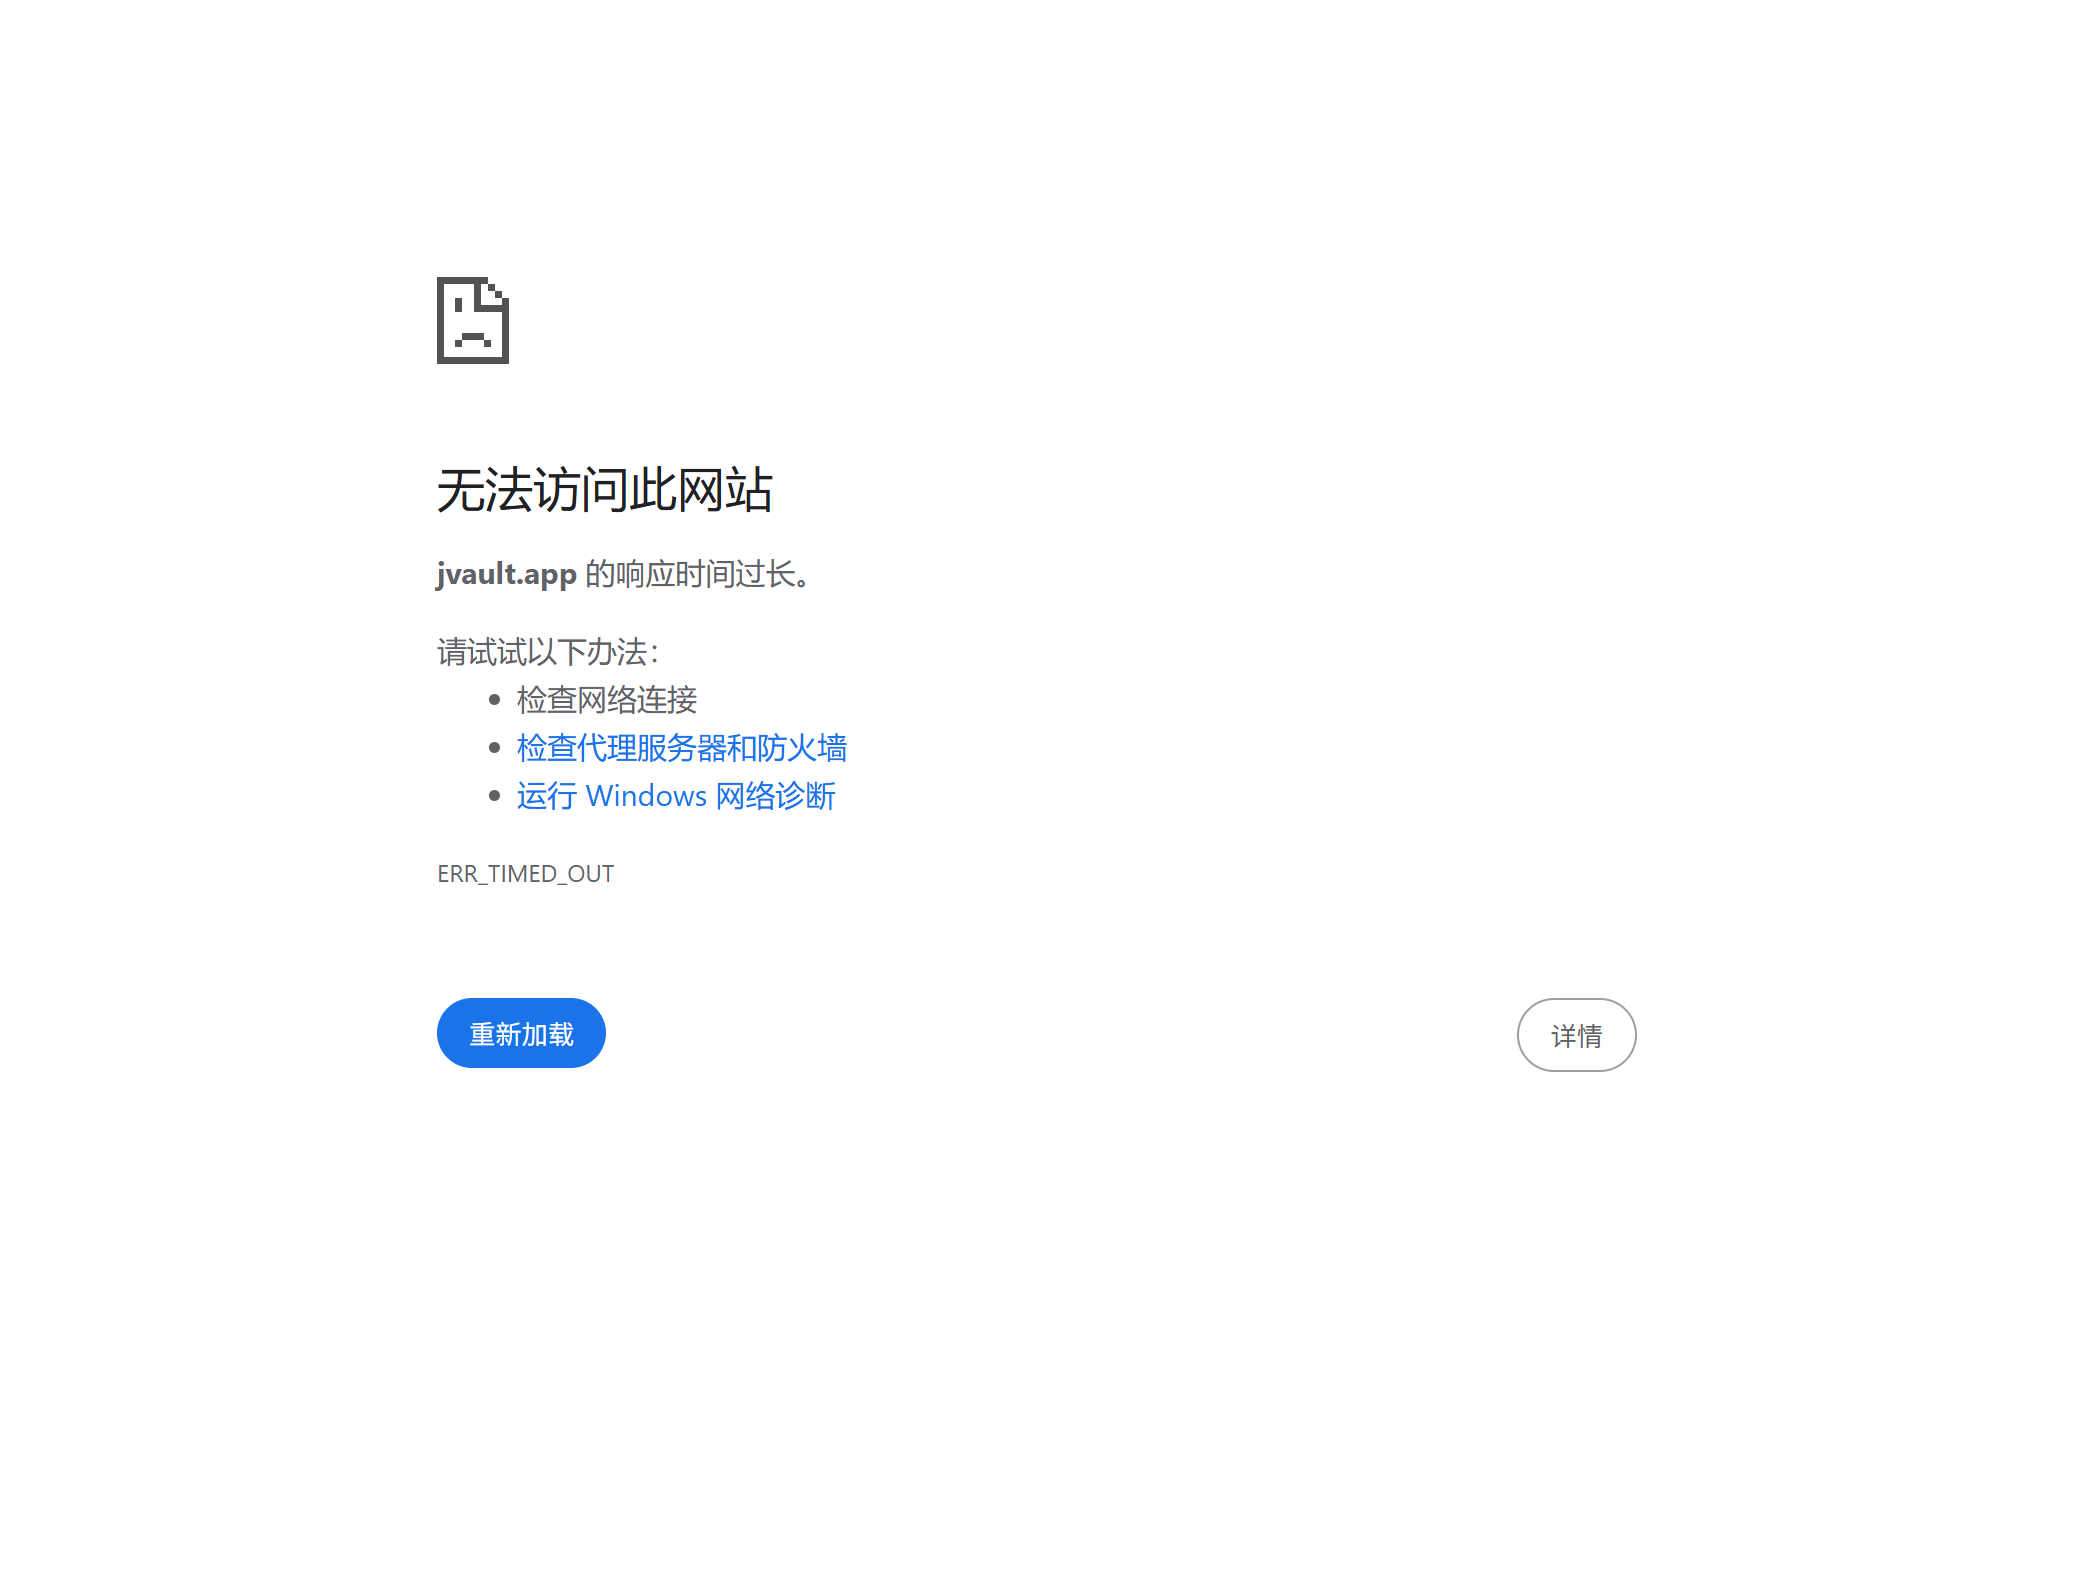 无法访问此网站
jvault.app 的响应时间过长。
请试试以下办法：
检查网络连接
检查代理服务器和防火墙
运行 Windows 网络诊断
ERR_TIMED_OUT
重新加载
详情